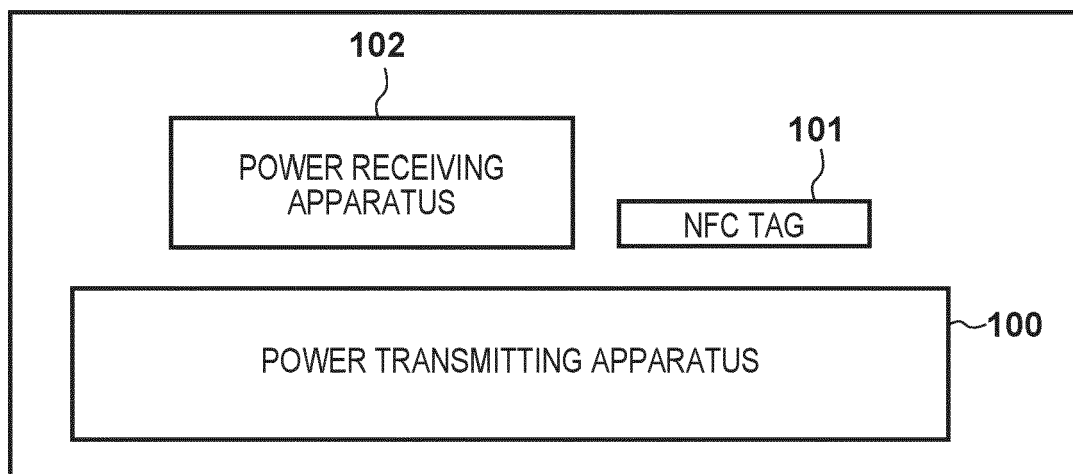 102
POWER RECEIVING
APPARATUS
101
NFC TAG
100
POWER TRANSMITTING APPARATUS